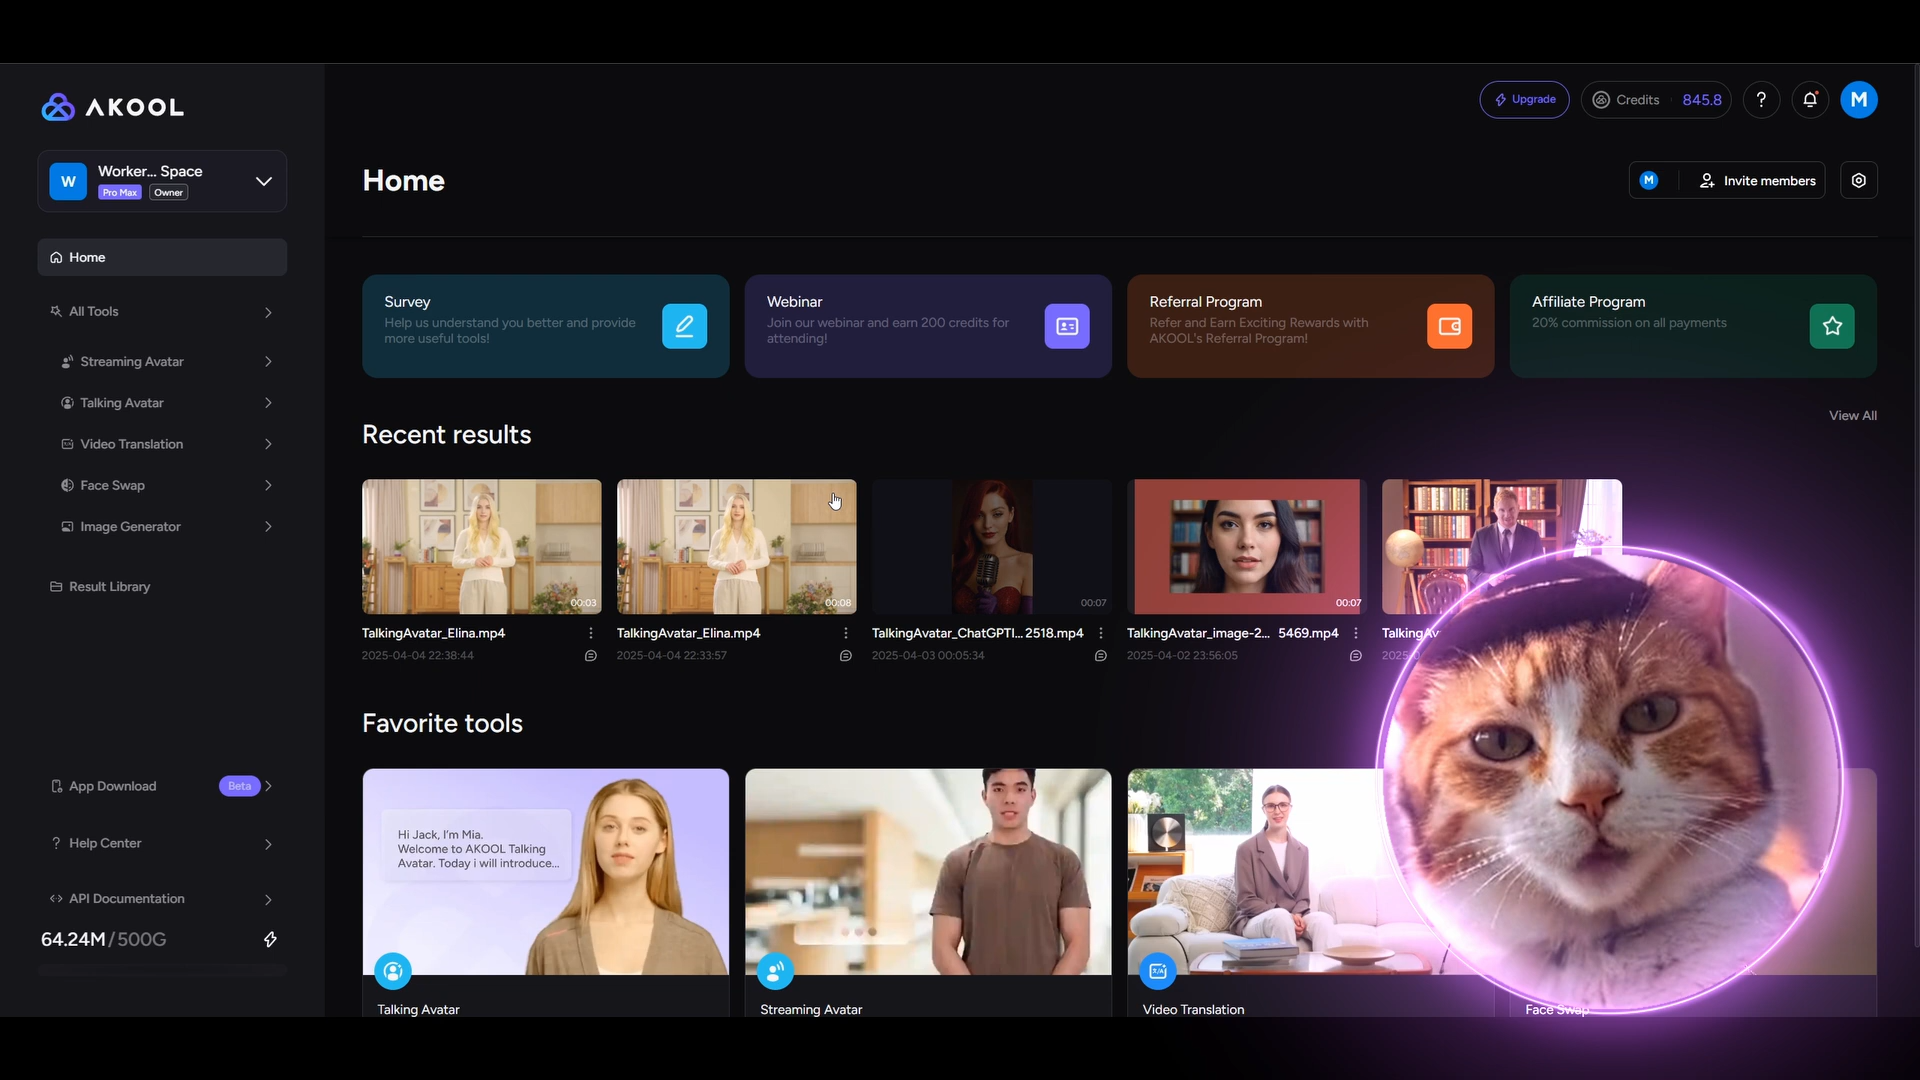 AKOOL
Upgrade
Credits 845.8
?
M
W
Worker... Space
Pro Max Owner
Home
M
Invite members
Home
All Tools
Streaming Avatar
Talking Avatar
Video Translation
Face Swap
Image Generator
Result Library
App Download Beta
? Help Center
API Documentation
64.24M/500G
Survey
Help us understand you better and provide
more useful tools!
Webinar
Join our webinar and earn 200 credits for
attending!
Referral Program
Refer and Earn Exciting Rewards with
AKOOL's Referral Program!
Affiliate Program
20% commission on all payments
Recent results
View All
00:03
TalkingAvatar_Elina.mp4
2025-04-04 22:38:44
00:08
TalkingAvatar_Elina.mp4
2025-04-04 22:33:57
00:07
TalkingAvatar_ChatGPTI... 2518.mp4
2025-04-03 00:05:34
00:07
TalkingAvatar_image-2... 5469.mp4
2025-04-02 23:56:05
Favorite tools
Hi Jack, I'm Mia.
Welcome to AKOOL Talking
Avatar. Today i will introduce...
Talking Avatar
Streaming Avatar
Video Translation
Face Swap